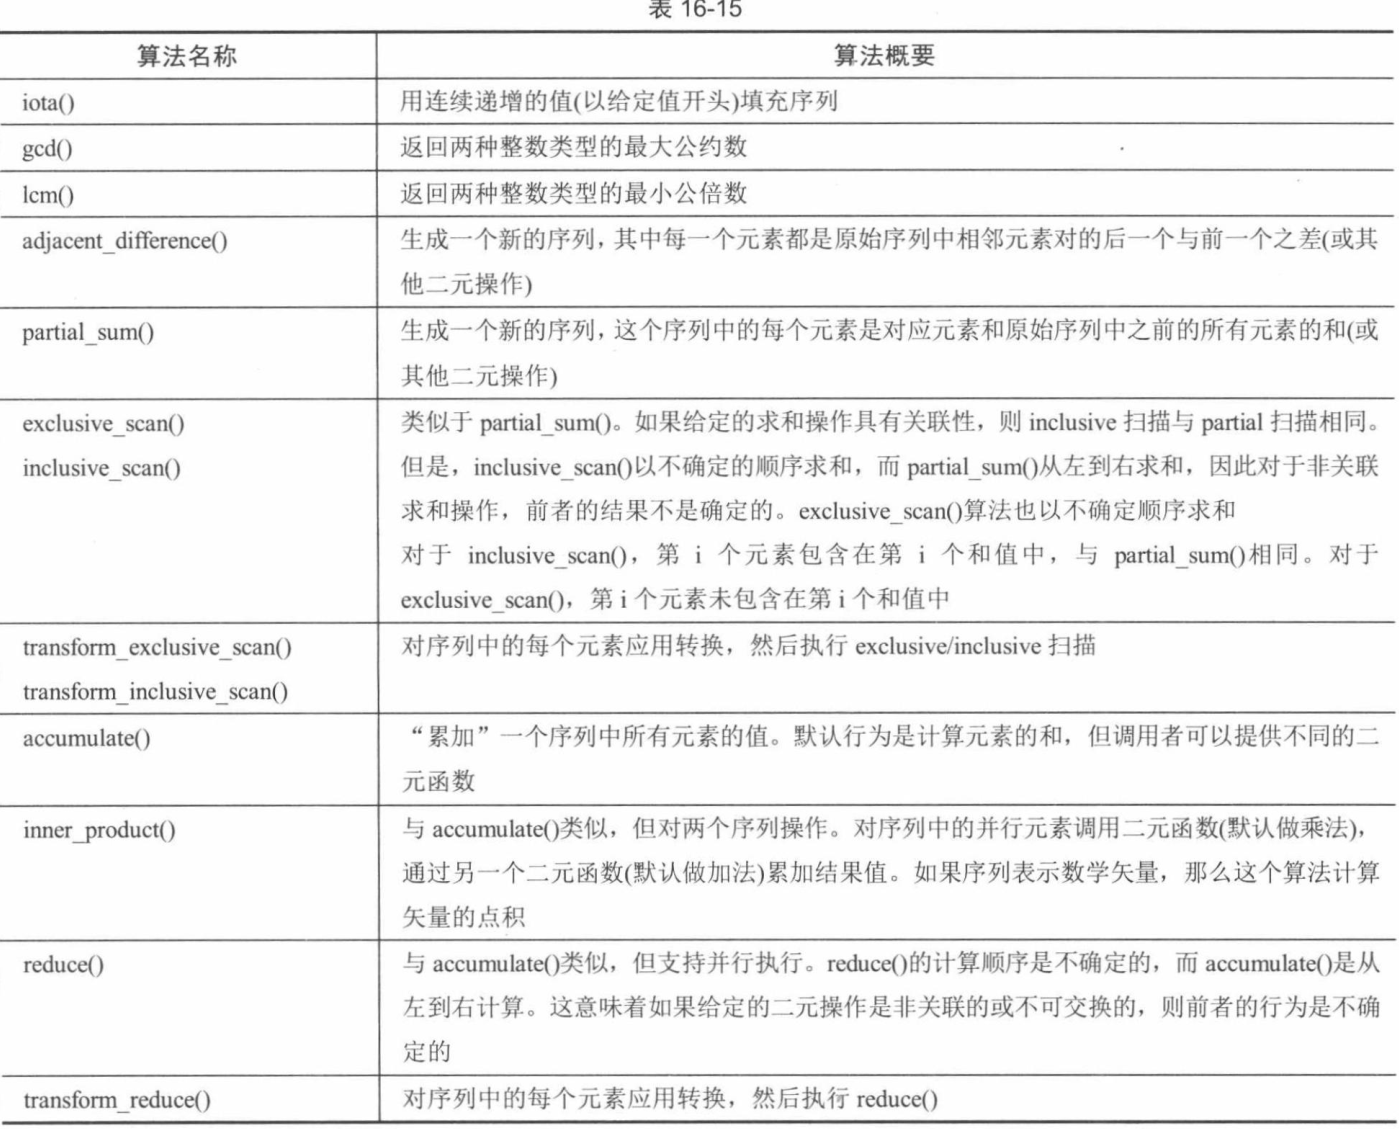 表 16-15
算法名称
算法概要
iota()
用连续递增的值(以给定值开头)填充序列
gcd()
返回两种整数类型的最大公约数
lcm()
返回两种整数类型的最小公倍数
adjacent_difference()
生成一个新的序列，其中每一个元素都是原始序列中相邻元素对的后一个与前一个之差(或其
他二元操作)
partial_sum()
生成一个新的序列，这个序列中的每个元素是对应元素和原始序列中之前的所有元素的和(或
其他二元操作)
exclusive_scan()
inclusive_scan()
类似于 partial_sum()。如果给定的求和操作具有关联性，则 inclusive 扫描与 partial 扫描相同。
但是，inclusive_scan()以不确定的顺序求和，而 partial_sum()从左到右求和，因此对于非关联
求和操作，前者的结果不是确定的。exclusive_scan()算法也以不确定顺序求和
对于 inclusive_scan()，第 i 个元素包含在第 i 个和值中，与 partial_sum()相同。对于
exclusive_scan()，第 i 个元素未包含在第 i 个和值中
transform_exclusive_scan()
transform_inclusive_scan()
对序列中的每个元素应用转换，然后执行 exclusive/inclusive 扫描
accumulate()
“累加”一个序列中所有元素的值。默认行为是计算元素的和，但调用者可以提供不同的二
元函数
inner_product()
与 accumulate()类似，但对两个序列操作。对序列中的并行元素调用二元函数(默认做乘法)，
通过另一个二元函数(默认做加法)累加结果值。如果序列表示数学矢量，那么这个算法计算
矢量的点积
reduce()
与 accumulate()类似，但支持并行执行。reduce()的计算顺序是不确定的，而 accumulate()是从
左到右计算。这意味着如果给定的二元操作是非关联的或不可交换的，则前者的行为是不确
定的
transform_reduce()
对序列中的每个元素应用转换，然后执行 reduce()